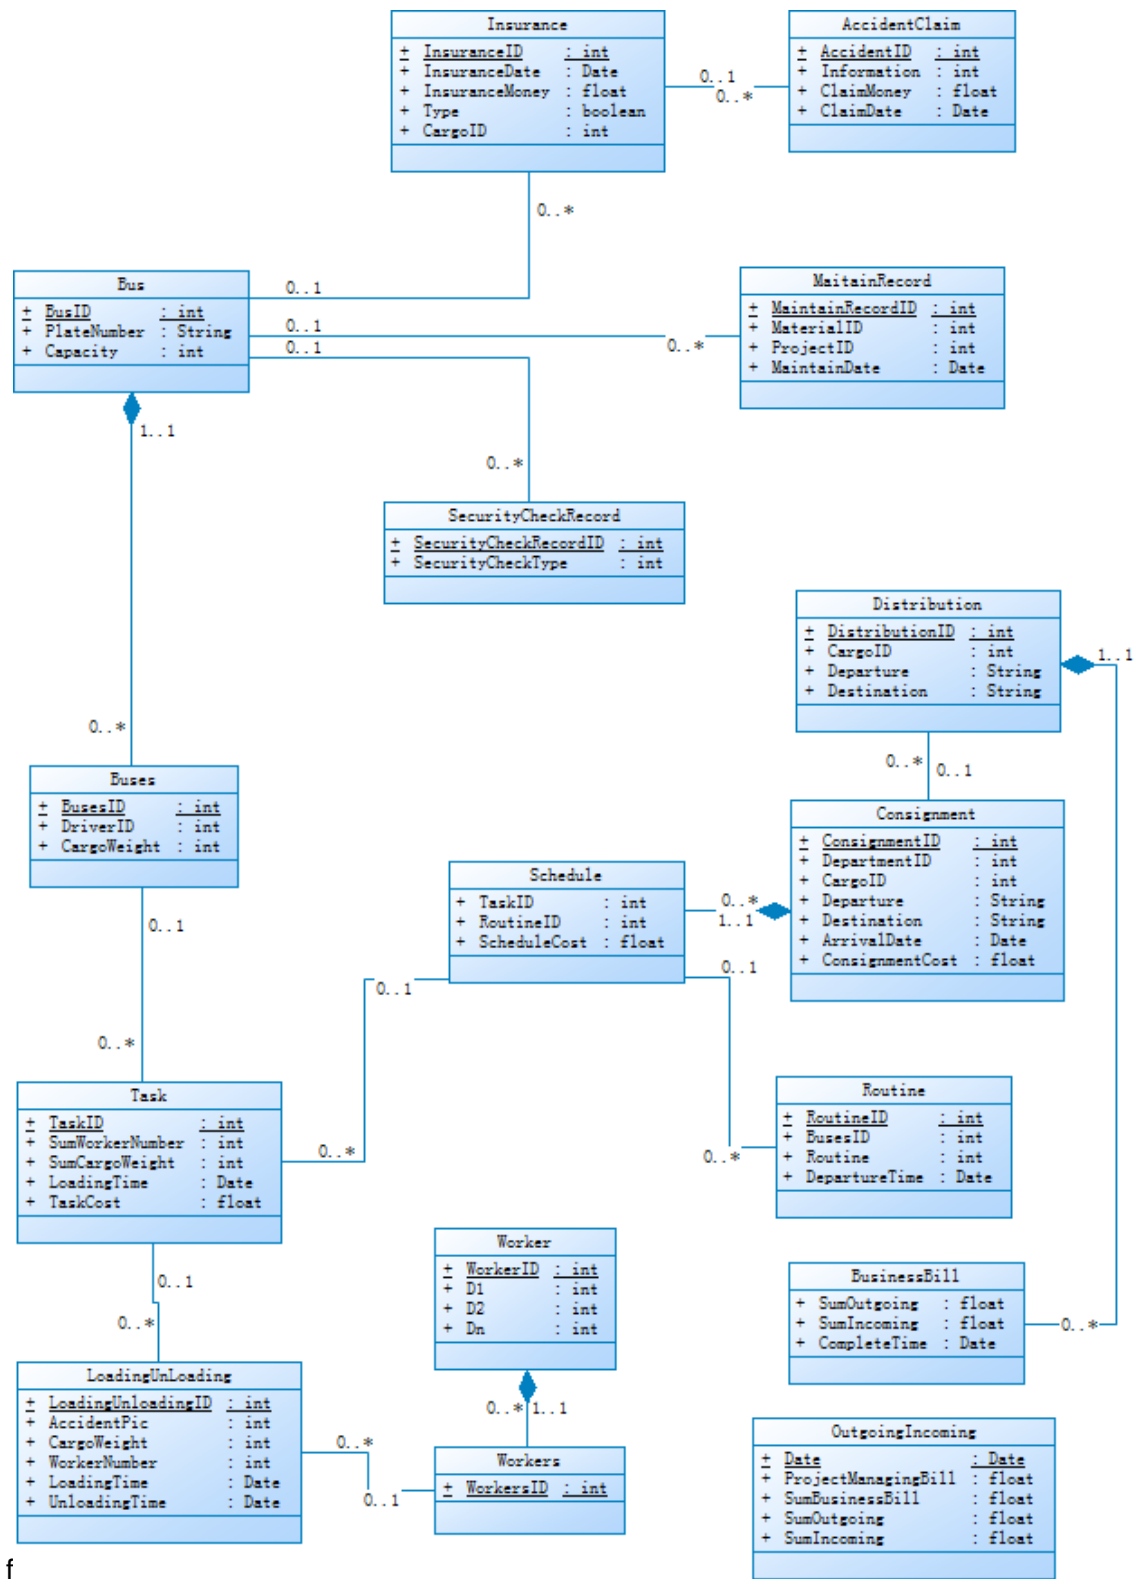 Insurance
+ InsuranceID : int
+ InsuranceDate : Date
+ InsuranceMoney : float
+ Type : boolean
+ CargoID : int
AccidentClaim
+ AccidentID : int
+ Information : int
+ ClaimMoney : float
+ ClaimDate : Date
0..1
0..*
0..*
Bus
+ BusID : int
+ PlateNumber : String
+ Capacity : int
0..1
0..1
0..1
0..*
MaitainRecord
+ MaintainRecordID : int
+ MaterialID : int
+ ProjectID : int
+ MaintainDate : Date
1..1
0..*
SecurityCheckRecord
+ SecurityCheckRecordID : int
+ SecurityCheckType : int
Distribution
+ DistributionID : int
+ CargoID : int
+ Departure : String
+ Destination : String
1..1
0..*
0..*
0..1
Buses
+ BusesID : int
+ DriverID : int
+ CargoWeight : int
Consignment
+ ConsignmentID : int
+ DepartmentID : int
+ CargoID : int
+ Departure : String
+ Destination : String
+ ArrivalDate : Date
+ ConsignmentCost : float
Schedule
+ TaskID : int
+ RoutineID : int
+ ScheduleCost : float
0..*
1..1
0..1
0..1
0..1
0..*
Task
+ TaskID : int
+ SumWorkerNumber : int
+ SumCargoWeight : int
+ LoadingTime : Date
+ TaskCost : float
0..*
0..*
Routine
+ RoutineID : int
+ BusesID : int
+ Routine : int
+ DepartureTime : Date
0..1
0..*
Worker
+ WorkerID : int
+ D1 : int
+ D2 : int
+ Dn : int
BusinessBill
+ SumOutgoing : float
+ SumIncoming : float
+ CompleteTime : Date
0..*
LoadingUnLoading
+ LoadingUnloadingID : int
+ AccidentPic : int
+ CargoWeight : int
+ WorkerNumber : int
+ LoadingTime : Date
+ UnloadingTime : Date
0..* 1..1
0..*
0..1
Workers
+ WorkersID : int
OutgoingIncoming
+ Date : Date
+ ProjectManagingBill : float
+ SumBusinessBill : float
+ SumOutgoing : float
+ SumIncoming : float
f